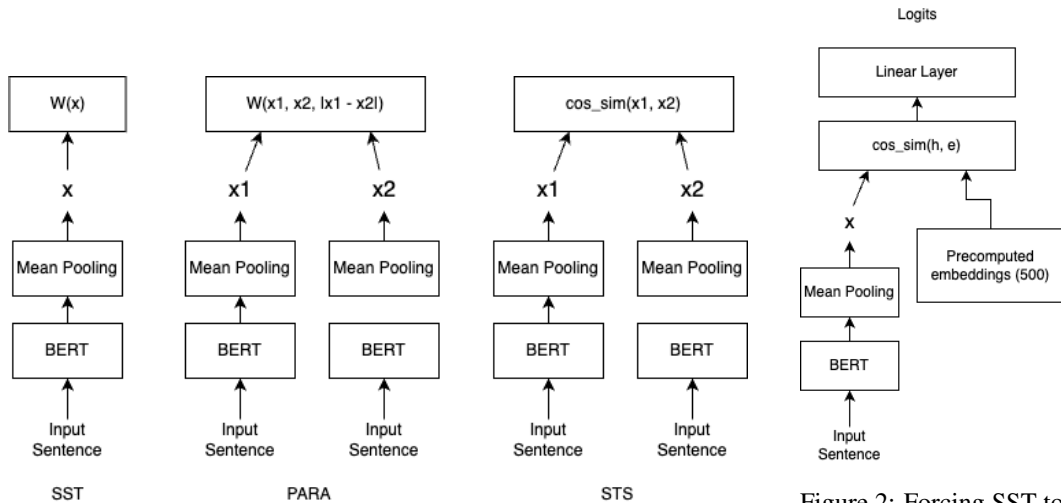 W(x)
x
Mean Pooling
BERT
Input
Sentence
SST
W(x1, x2, |x1 - x2|)
x1
x2
Mean Pooling
Mean Pooling
BERT
BERT
Input
Sentence
Input
Sentence
PARA
cos_sim(x1, x2)
x1
x2
Mean Pooling
Mean Pooling
BERT
BERT
Input
Sentence
Input
Sentence
STS
Logits
Linear Layer
cos_sim(h, e)
x
Precomputed
embeddings (500)
Mean Pooling
BERT
Input
Sentence
Figure 2: Forcing SST to